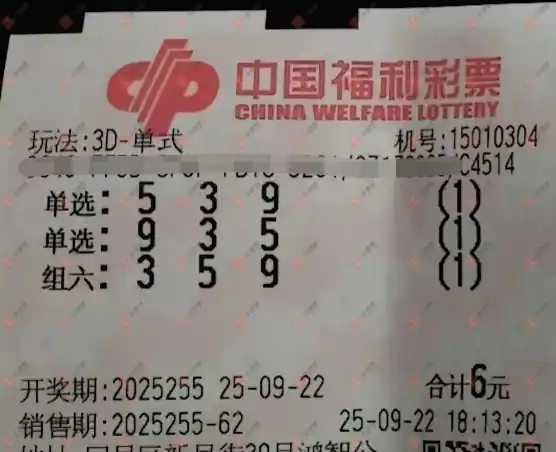 中国福利彩票
CHINA WELFARE LOTTERY
玩法:3D-单式 机号:15010304
C4514
单选: 5 3 9 (1)
单选: 9 3 5 (1)
组六: 3 5 9 (1)
开奖期:2025255 25-09-22 合计6元
销售期:2025255-62 25-09-22 18:13:20